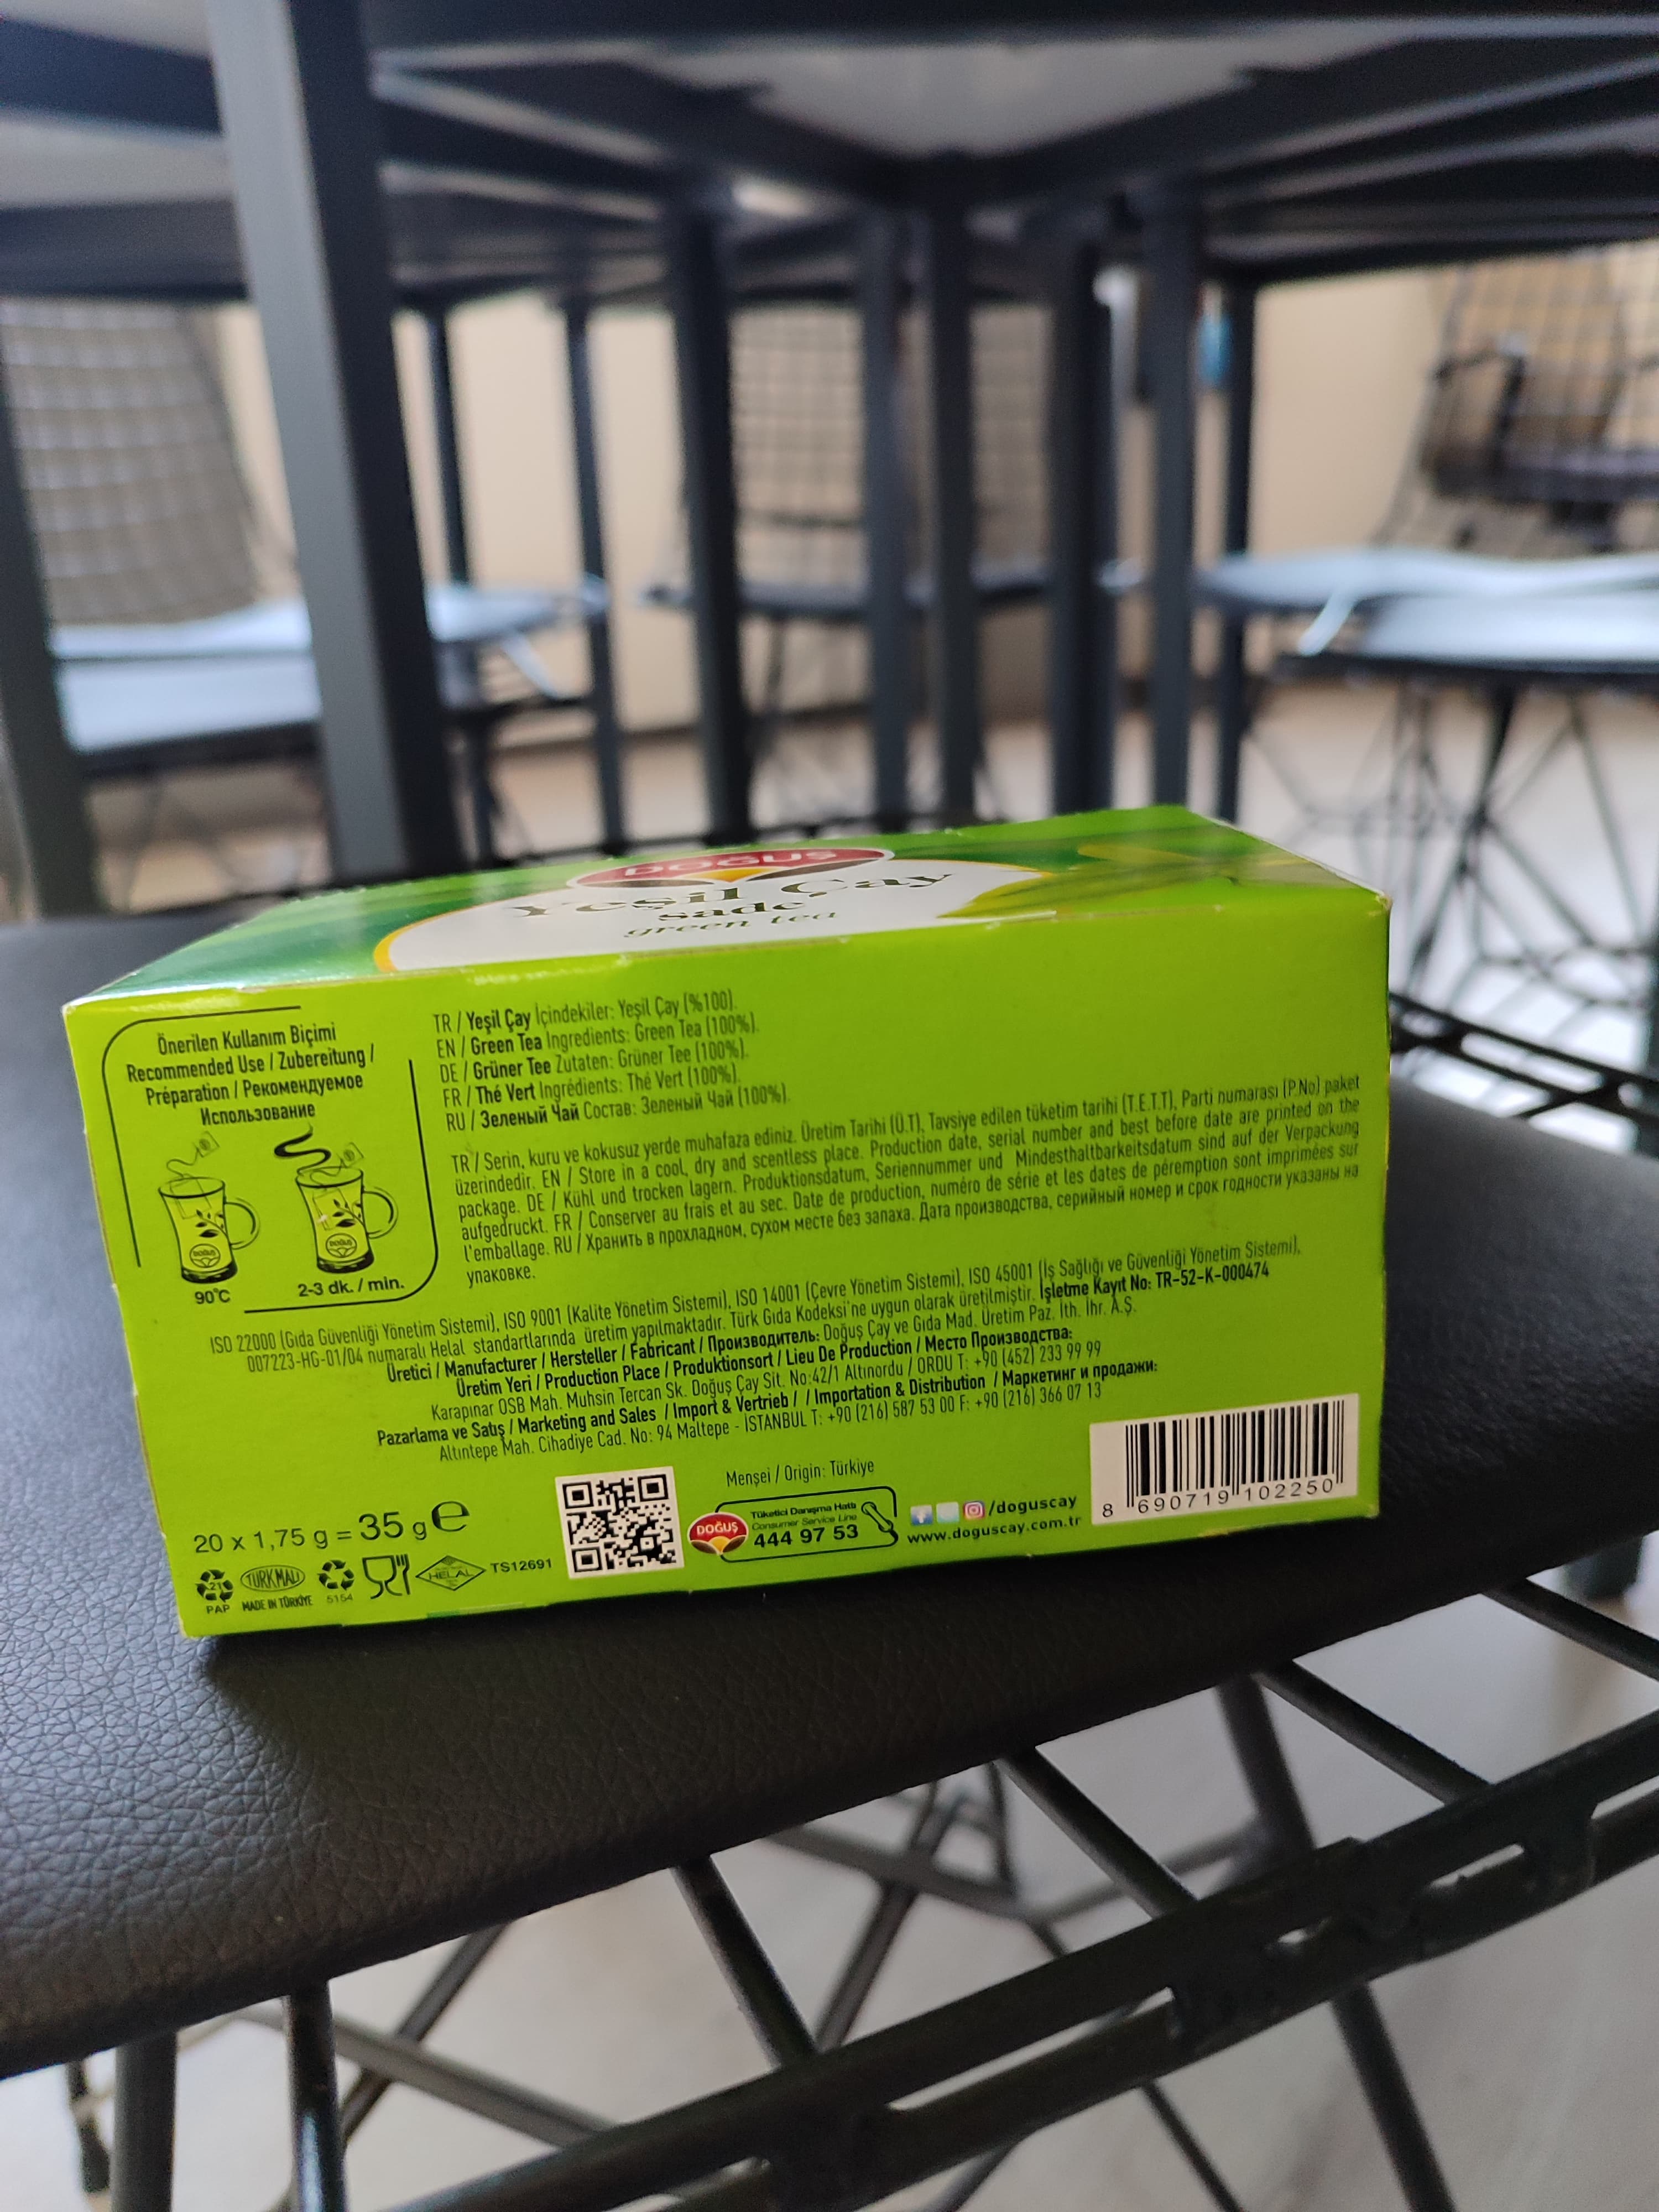 DOĞUŞ
Yeşil Çay
sade
green tea
Önerilen Kullanım Biçimi
Recommended Use / Zubereitung /
Préparation / Рекомендуемое
Использование
DOĞUŞ
DOĞUŞ
90°C
2-3 dk. / min.
TR / Yeşil Çay İçindekiler: Yeşil Çay (%100).
EN / Green Tea Ingredients: Green Tea (100%).
DE / Grüner Tee Zutaten: Grüner Tee (100%).
FR / Thé Vert Ingrédients: Thé Vert (100%).
RU / Зеленый Чай Состав: Зеленый Чай (100%).
TR / Serin, kuru ve kokusuz yerde muhafaza ediniz. Üretim Tarihi (Ü.T), Tavsiye edilen tüketim tarihi (T.E.T.T), Parti numarası (P.No) paket
üzerindedir. EN / Store in a cool, dry and scentless place. Production date, serial number and best before date are printed on the
package. DE / Kühl und trocken lagern. Produktionsdatum, Seriennummer und Mindesthaltbarkeitsdatum sind auf der Verpackung
aufgedruckt. FR / Conserver au frais et au sec. Date de production, numéro de série et les dates de péremption sont imprimées sur
l'emballage. RU / Хранить в прохладном, сухом месте без запаха. Дата производства, серийный номер и срок годности указаны на
упаковке.
ISO 22000 (Gıda Güvenliği Yönetim Sistemi), ISO 9001 (Kalite Yönetim Sistemi), ISO 14001 (Çevre Yönetim Sistemi), ISO 45001 (İş Sağlığı ve Güvenliği Yönetim Sistemi),
007223-HG-01/04 numaralı Helal standartlarında üretim yapılmaktadır. Türk Gıda Kodeksi'ne uygun olarak üretilmiştir. İşletme Kayıt No: TR-52-K-000474
Üretici / Manufacturer / Hersteller / Fabricant / Производитель: Doğuş Çay ve Gıda Mad. Üretim Paz. İth. İhr. A.Ş.
Üretim Yeri / Production Place / Produktionsort / Lieu De Production / Место Производства:
Karapınar OSB Mah. Muhsin Tercan Sk. Doğuş Çay Sit. No:42/1 Altınordu / ORDU T: +90 (452) 233 99 99
Pazarlama ve Satış / Marketing and Sales / Import & Vertrieb / / Importation & Distribution / Маркетинг и продажи:
Altıntepe Mah. Cihadiye Cad. No: 94 Maltepe - İSTANBUL T: +90 (216) 587 53 00 F: +90 (216) 366 07 13
Menşei / Origin: Türkiye
20 x 1,75 g = 35 g e
DOĞUŞ
Tüketici Danışma Hattı
Consumer Service Line
444 97 53
/doguscay
www.doguscay.com.tr
8 690719 102250
21
PAP
TÜRK MALI
MADE IN TÜRKİYE
5154
HELAL
TS12691